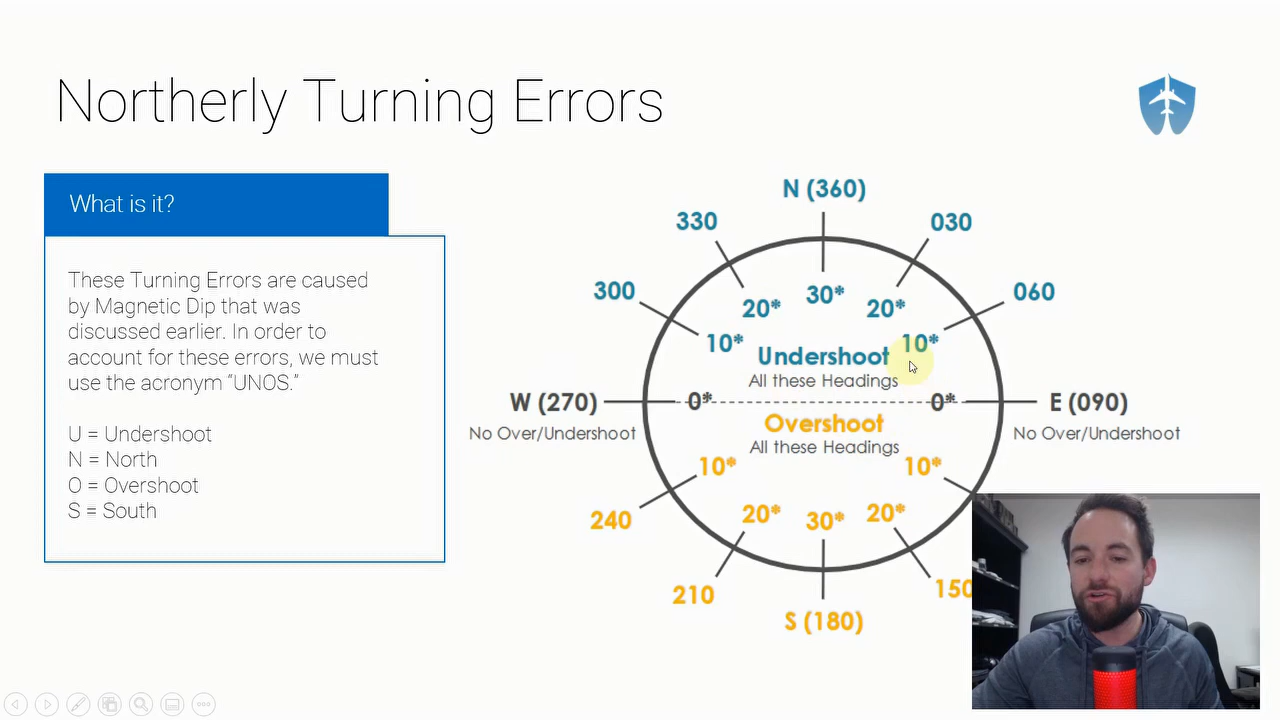 Northerly Turning Errors
What is it?
These Turning Errors are caused
by Magnetic Dip that was
discussed earlier. In order to
account for these errors, we must
use the acronym “UNOS.”
U = Undershoot
N = North
O = Overshoot
S = South
N (360)
330
030
300
060
30*
20*
20*
10*
10*
Undershoot
All these Headings
W (270)
0*
0*
E (090)
No Over/Undershoot
No Over/Undershoot
Overshoot
All these Headings
10*
10*
240
20*
30*
20*
210
150
S (180)